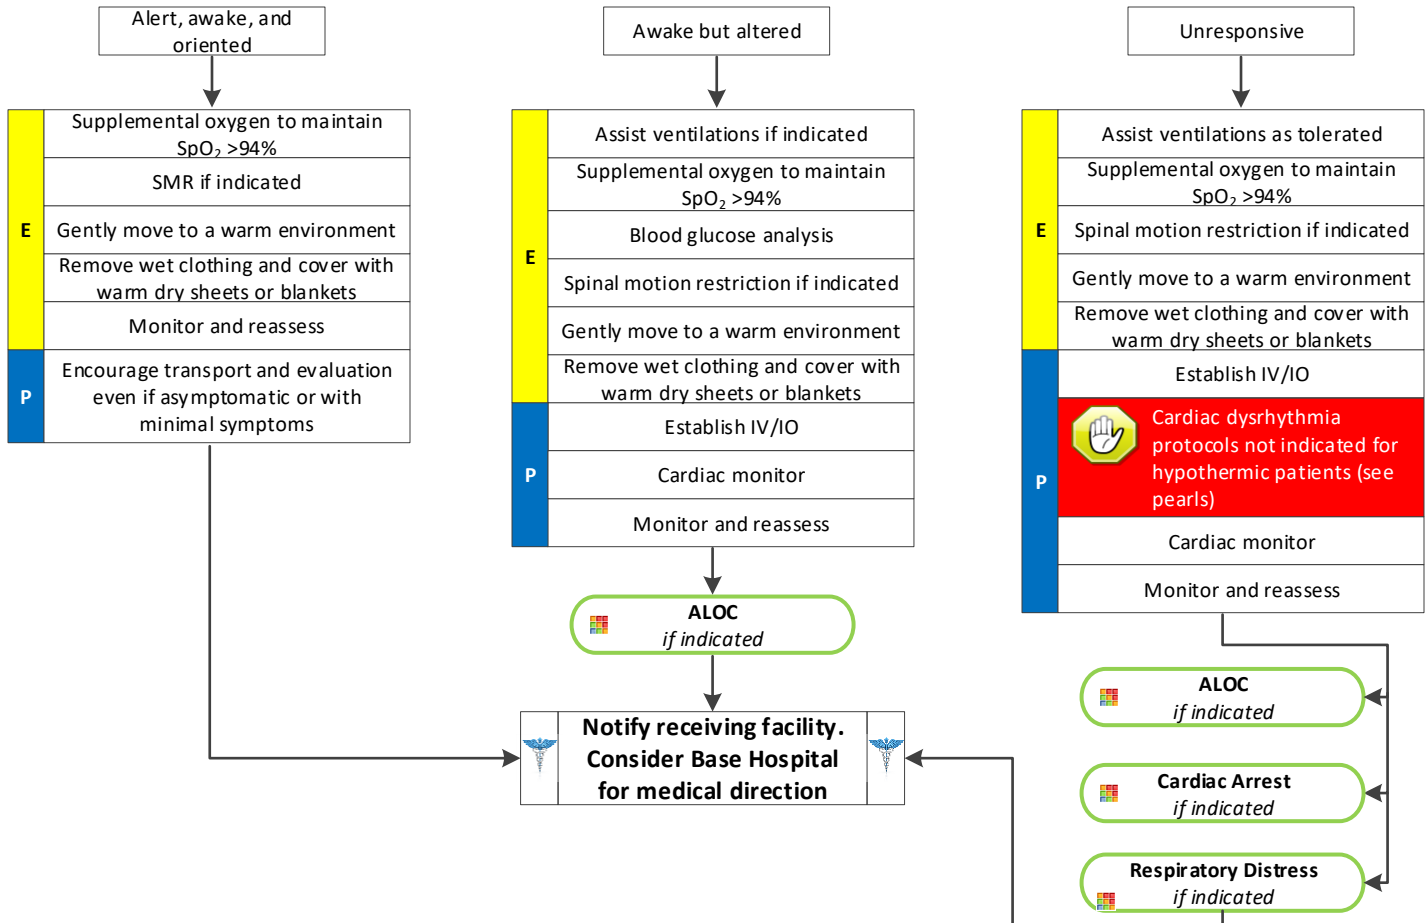 Alert, awake, and
oriented
E
Supplemental oxygen to maintain
SpO₂ >94%
SMR if indicated
Gently move to a warm environment
Remove wet clothing and cover with
warm dry sheets or blankets
Monitor and reassess
P
Encourage transport and evaluation
even if asymptomatic or with
minimal symptoms
Awake but altered
E
Assist ventilations if indicated
Supplemental oxygen to maintain
SpO₂ >94%
Blood glucose analysis
Spinal motion restriction if indicated
Gently move to a warm environment
Remove wet clothing and cover with
warm dry sheets or blankets
P
Establish IV/IO
Cardiac monitor
Monitor and reassess
ALOC
if indicated
Notify receiving facility.
Consider Base Hospital
for medical direction
Unresponsive
E
Assist ventilations as tolerated
Supplemental oxygen to maintain
SpO₂ >94%
Spinal motion restriction if indicated
Gently move to a warm environment
Remove wet clothing and cover with
warm dry sheets or blankets
P
Establish IV/IO
Cardiac dysrhythmia
protocols not indicated for
hypothermic patients (see
pearls)
Cardiac monitor
Monitor and reassess
ALOC
if indicated
Cardiac Arrest
if indicated
Respiratory Distress
if indicated